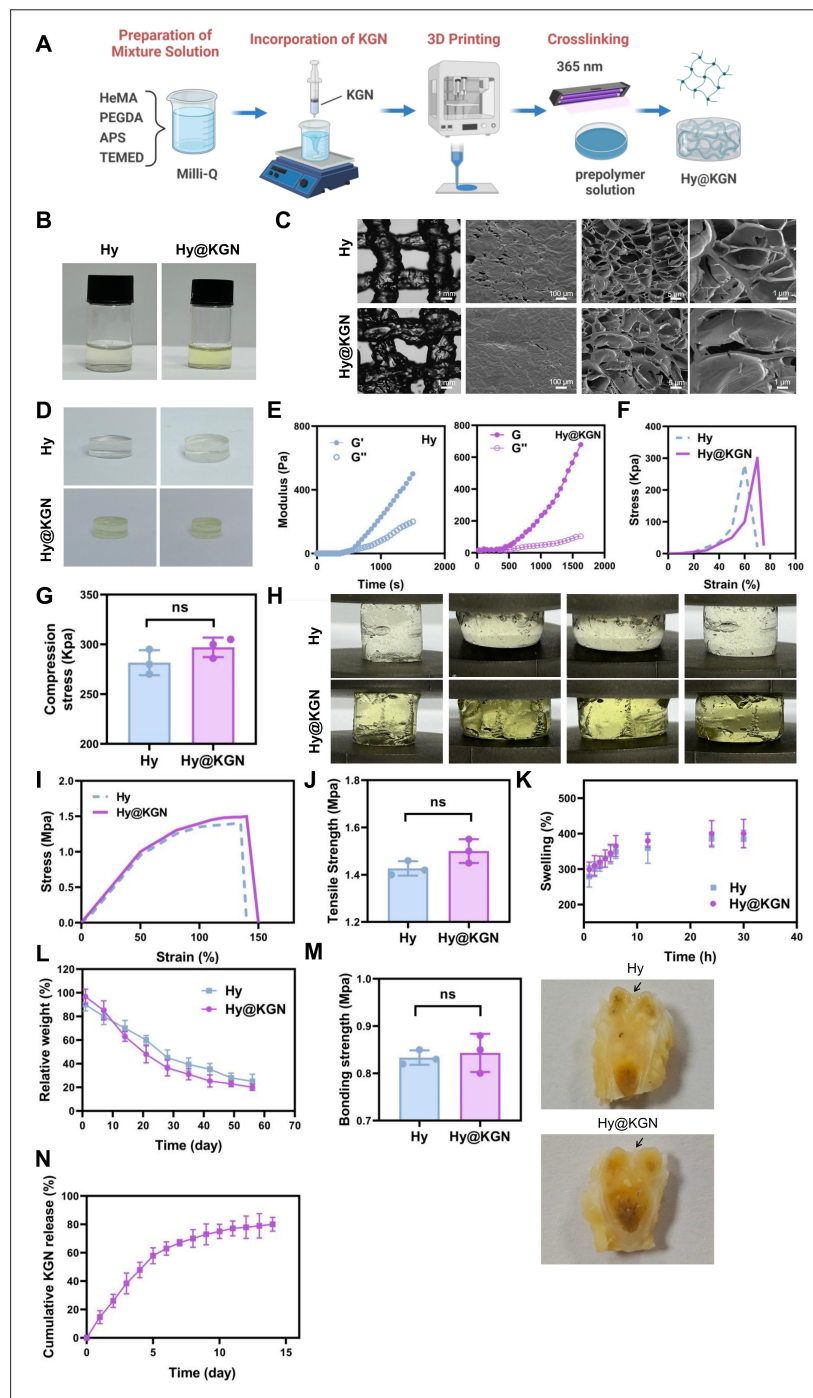 A
Preparation of
Mixture Solution
Incorporation of KGN
3D Printing
Crosslinking
HeMA
PEGDA
APS
TEMED
Milli-Q
KGN
365 nm
prepolymer
solution
Hy@KGN
B
Hy
Hy@KGN
C
Hy
1 mm
100 µm
5 µm
1 µm
Hy@KGN
1 mm
100 µm
5 µm
1 µm
D
Hy
Hy@KGN
E
Modulus (Pa)
800
400
0
G'
G''
Hy
0
500
1000
1500
2000
800
600
400
200
0
G
G''
Hy@KGN
0
500
1000
1500
2000
Time (s)
F
Stress (Kpa)
400
300
200
100
0
Hy
Hy@KGN
0
20
40
60
80
100
Strain (%)
G
Compression
stress (Kpa)
350
300
250
200
ns
Hy
Hy@KGN
H
Hy
Hy@KGN
I
Stress (Mpa)
2.0
1.5
1.0
0.5
0.0
Hy
Hy@KGN
0
50
100
150
Strain (%)
J
Tensile Strength (Mpa)
1.8
1.6
1.4
1.2
ns
Hy
Hy@KGN
K
Swelling (%)
500
400
300
200
Hy
Hy@KGN
0
10
20
30
40
Time (h)
L
Relative weight (%)
120
100
80
60
40
20
0
Hy
Hy@KGN
0
10
20
30
40
50
60
70
Time (day)
M
Bonding strength (Mpa)
1.0
0.9
0.8
0.7
ns
Hy
Hy@KGN
Hy
Hy@KGN
N
Cumulative KGN release (%)
100
80
60
40
20
0
0
5
10
15
Time (day)